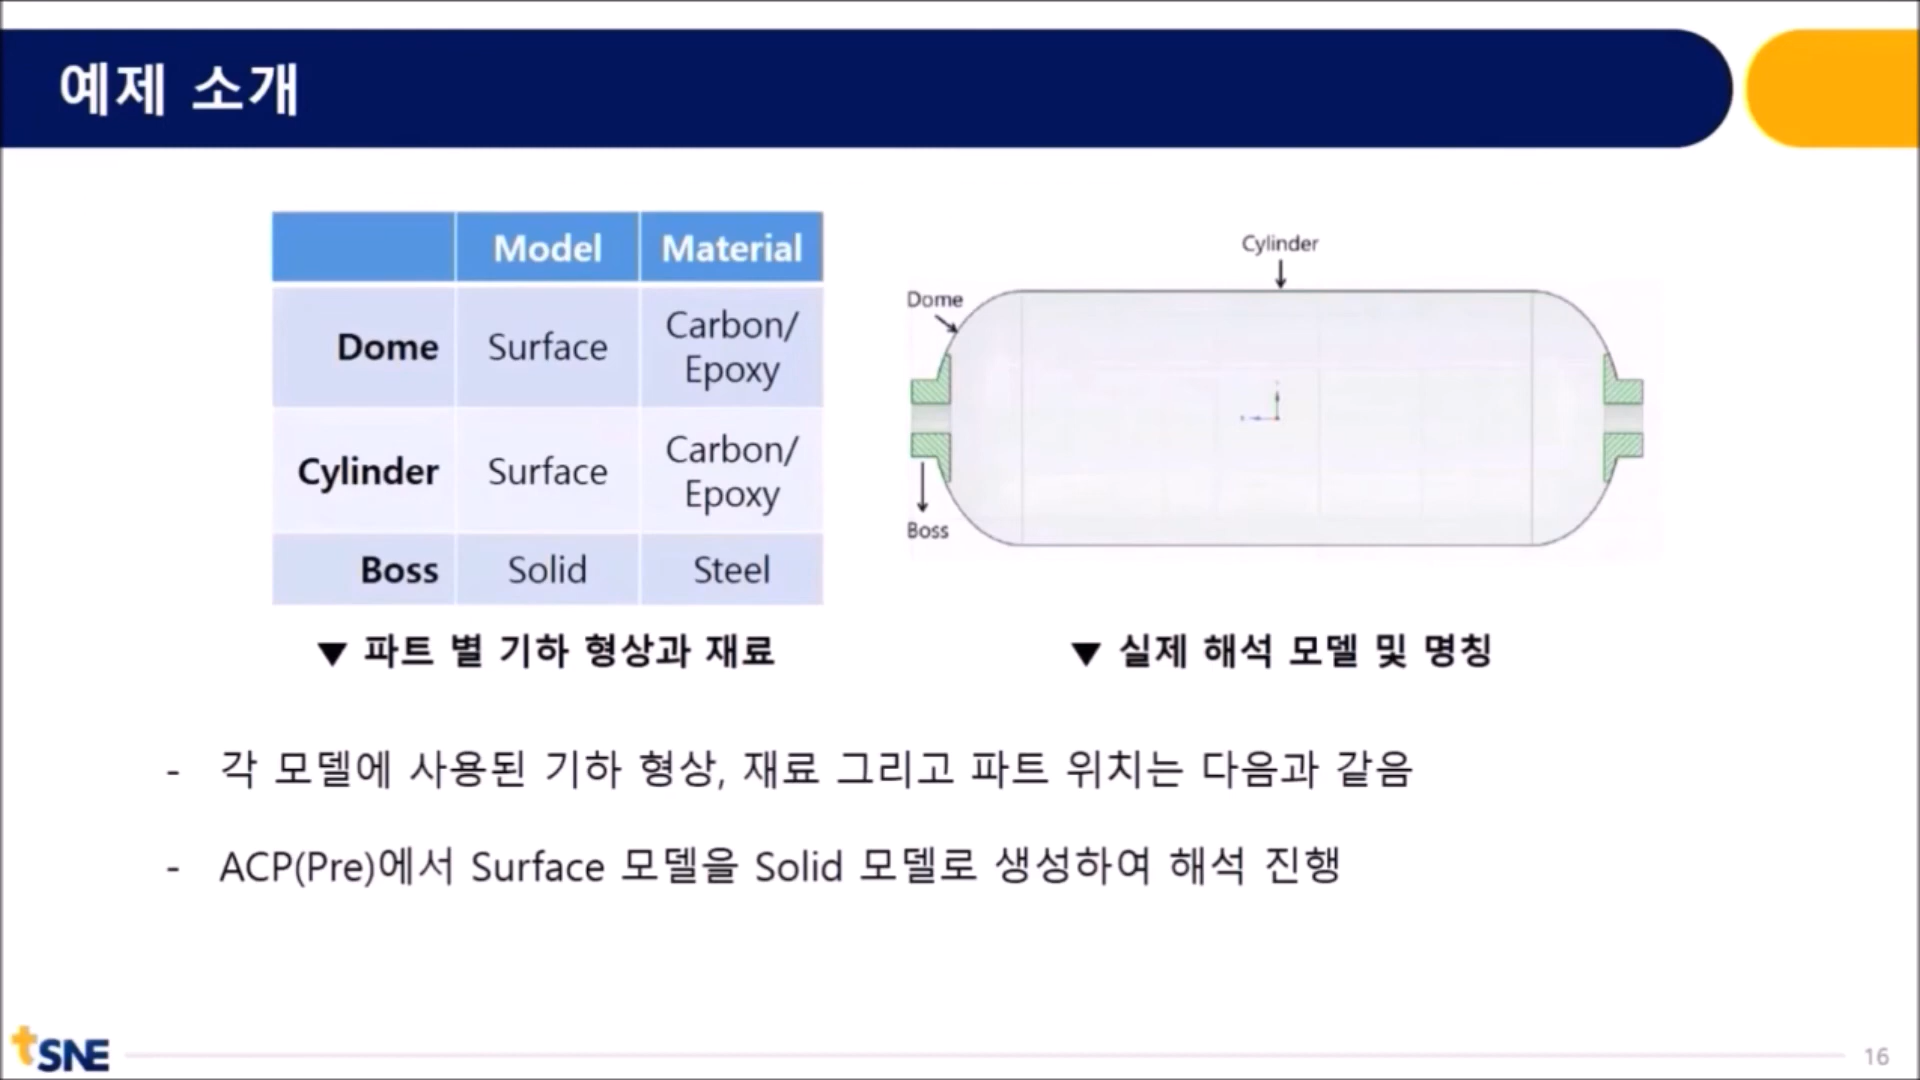 예제 소개
Model Material
Dome Surface Carbon/
Epoxy
Cylinder Surface Carbon/
Epoxy
Boss Solid Steel
▼ 파트 별 기하 형상과 재료
Cylinder
Dome
Boss
▼ 실제 해석 모델 및 명칭
- 각 모델에 사용된 기하 형상, 재료 그리고 파트 위치는 다음과 같음
- ACP(Pre)에서 Surface 모델을 Solid 모델로 생성하여 해석 진행
tSNE
16